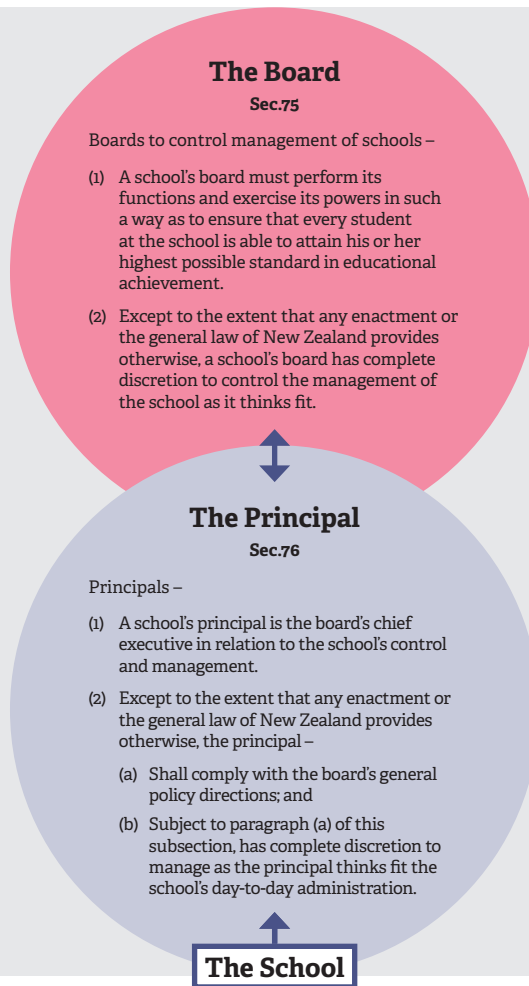 The Board
Sec.75
Boards to control management of schools –
(1) A school's board must perform its
functions and exercise its powers in such
a way as to ensure that every student
at the school is able to attain his or her
highest possible standard in educational
achievement.
(2) Except to the extent that any enactment or
the general law of New Zealand provides
otherwise, a school's board has complete
discretion to control the management of
the school as it thinks fit.
The Principal
Sec.76
Principals –
(1) A school's principal is the board's chief
executive in relation to the school's control
and management.
(2) Except to the extent that any enactment or
the general law of New Zealand provides
otherwise, the principal –
(a) Shall comply with the board's general
policy directions; and
(b) Subject to paragraph (a) of this
subsection, has complete discretion to
manage as the principal thinks fit the
school's day-to-day administration.
The School